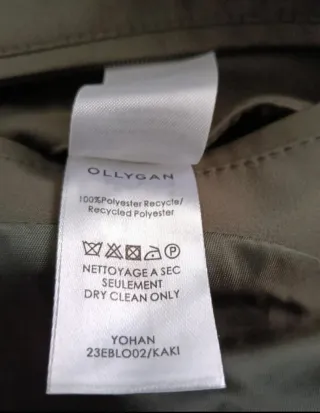 OLLYGAN
100%Polyester Recycle/
Recycled Polyester
NETTOYAGE A SEC
SEULEMENT
DRY CLEAN ONLY
YOHAN
23EBLO02/KAKI